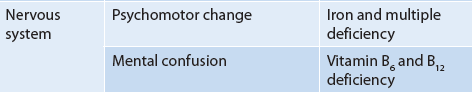 Nervous system
Psychomotor change
Iron and multiple deficiency
Mental confusion
Vitamin B₆ and B₁₂ deficiency